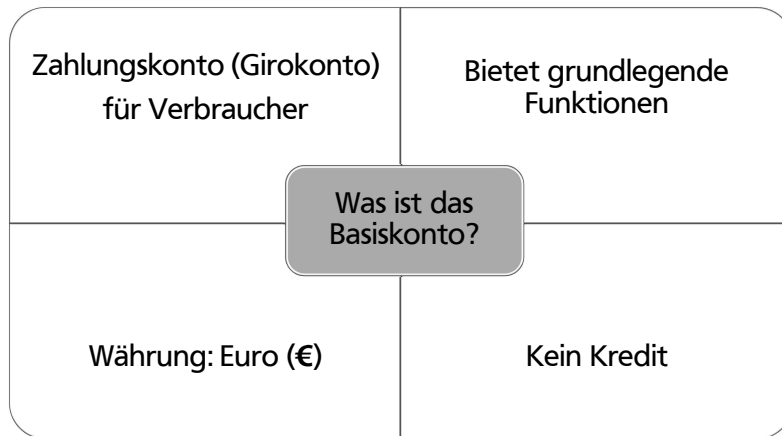 Zahlungskonto (Girokonto)
für Verbraucher
Bietet grundlegende
Funktionen
Was ist das
Basiskonto?
Währung: Euro (€)
Kein Kredit